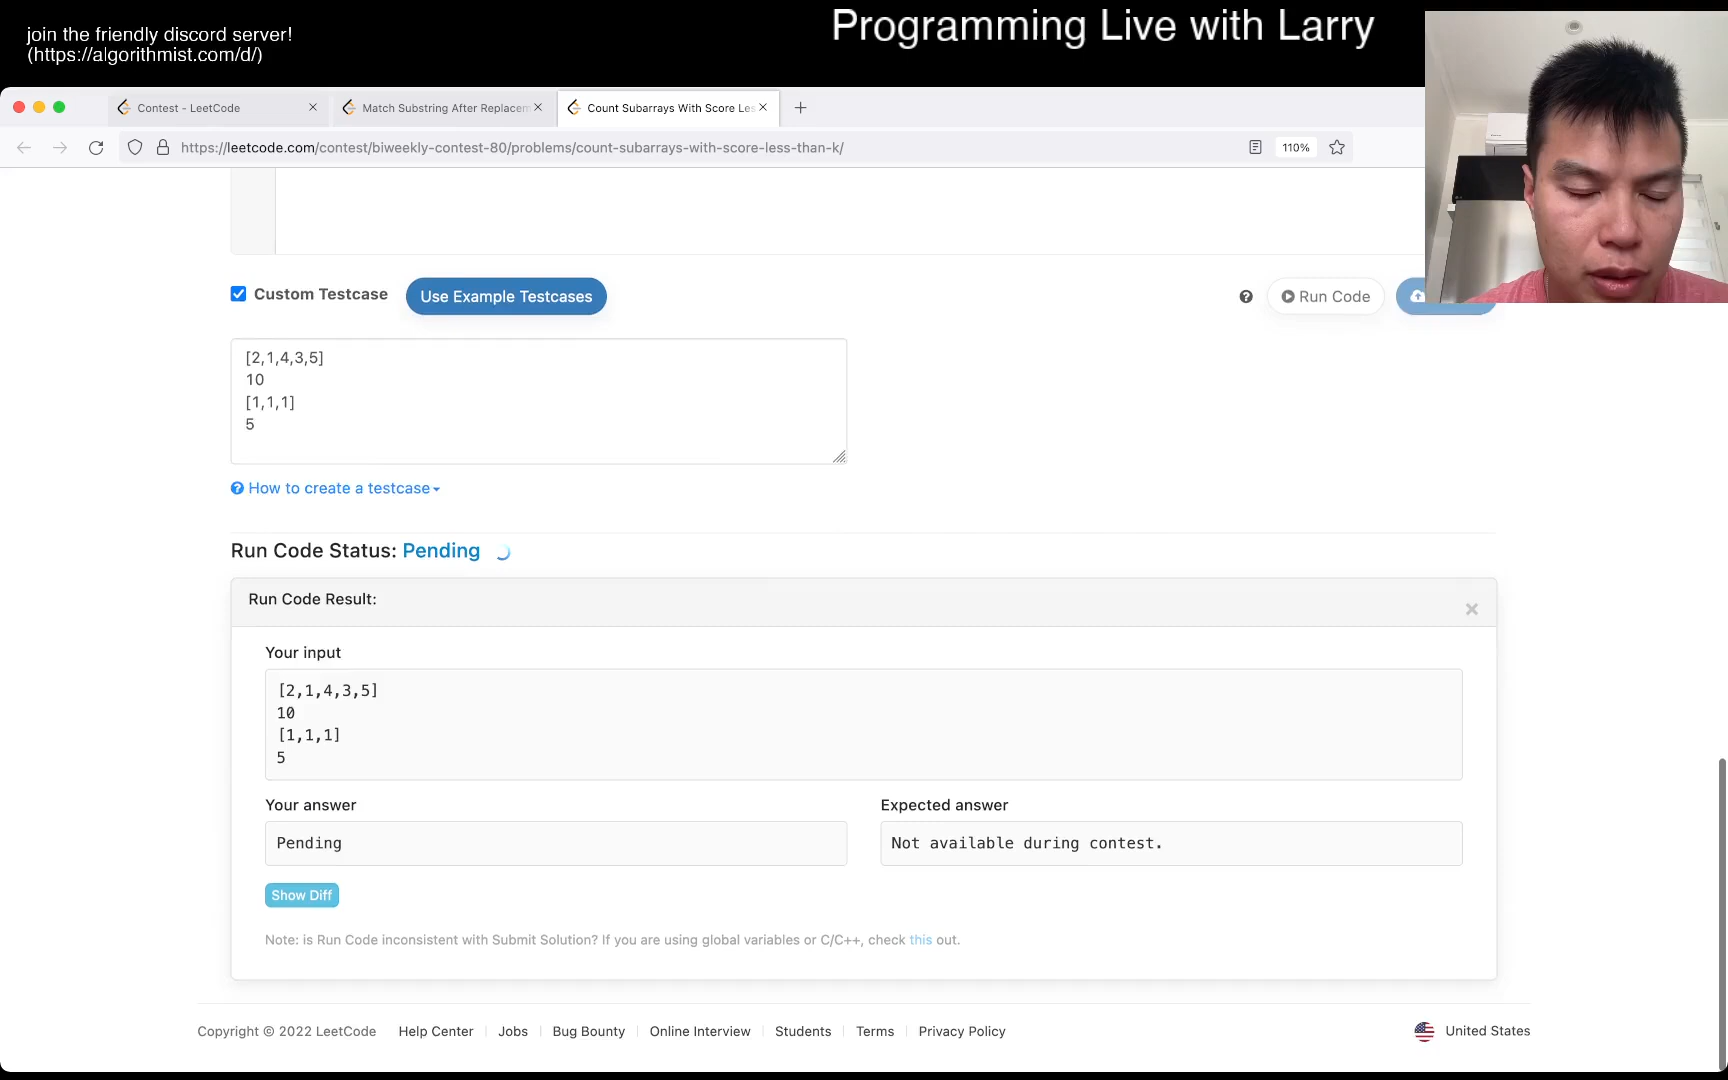 join the friendly discord server!
(https://algorithmist.com/d/)
Programming Live with Larry
Contest - LeetCode
Match Substring After Replacem
Count Subarrays With Score Les
https://leetcode.com/contest/biweekly-contest-80/problems/count-subarrays-with-score-less-than-k/
110%
Custom Testcase
Use Example Testcases
Run Code
[2,1,4,3,5]
10
[1,1,1]
5
How to create a testcase
Run Code Status: Pending
Run Code Result:
Your input
[2,1,4,3,5]
10
[1,1,1]
5
Your answer
Expected answer
Pending
Not available during contest.
Show Diff
Note: is Run Code inconsistent with Submit Solution? If you are using global variables or C/C++, check this out.
Copyright © 2022 LeetCode
Help Center
Jobs
Bug Bounty
Online Interview
Students
Terms
Privacy Policy
United States